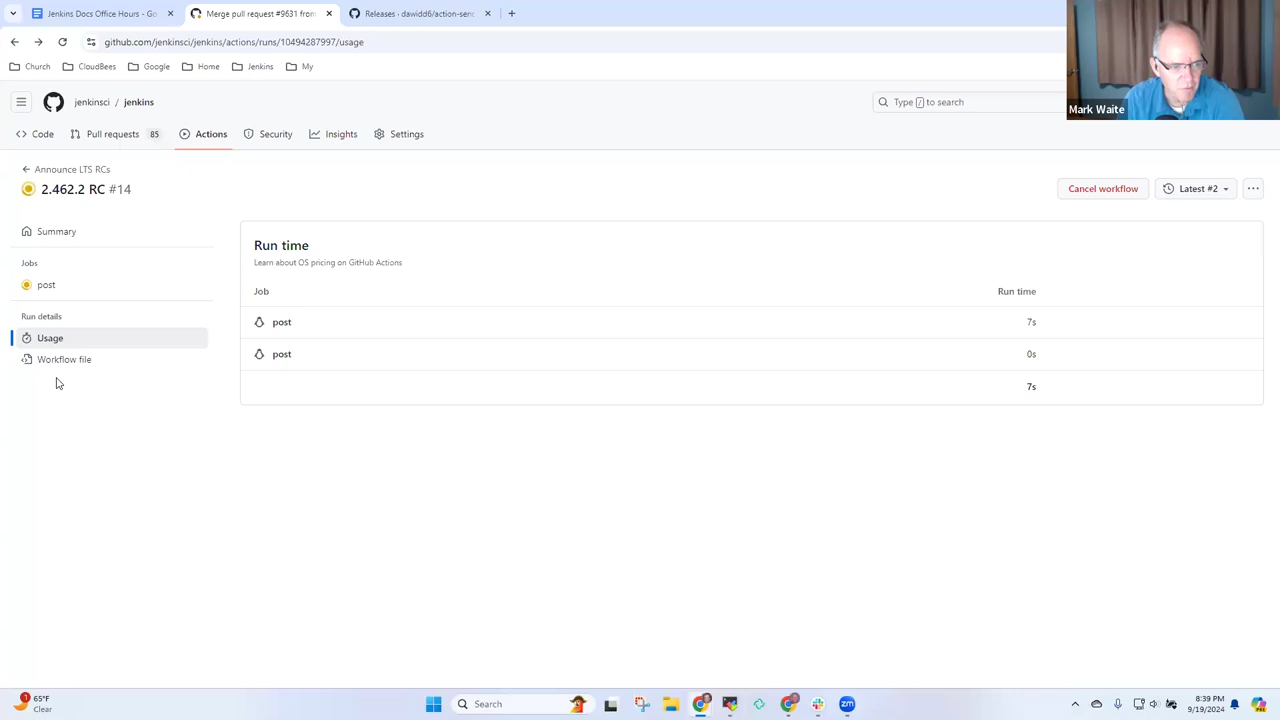 Jenkins Docs Office Hours - Go
Merge pull request #9631 from
Releases · dawidd6/action-senc
github.com/jenkinsci/jenkins/actions/runs/10494287997/usage
Church
CloudBees
Google
Home
Jenkins
My
Mark Waite
jenkinsci / jenkins
Type / to search
Code
Pull requests 85
Actions
Security
Insights
Settings
Announce LTS RCs
2.462.2 RC #14
Cancel workflow
Latest #2
Summary
Jobs
post
Run details
Usage
Workflow file
Run time
Learn about OS pricing on GitHub Actions
Job Run time
post 7s
post 0s
7s
1
65°F
Clear
Search
8:39 PM
9/19/2024